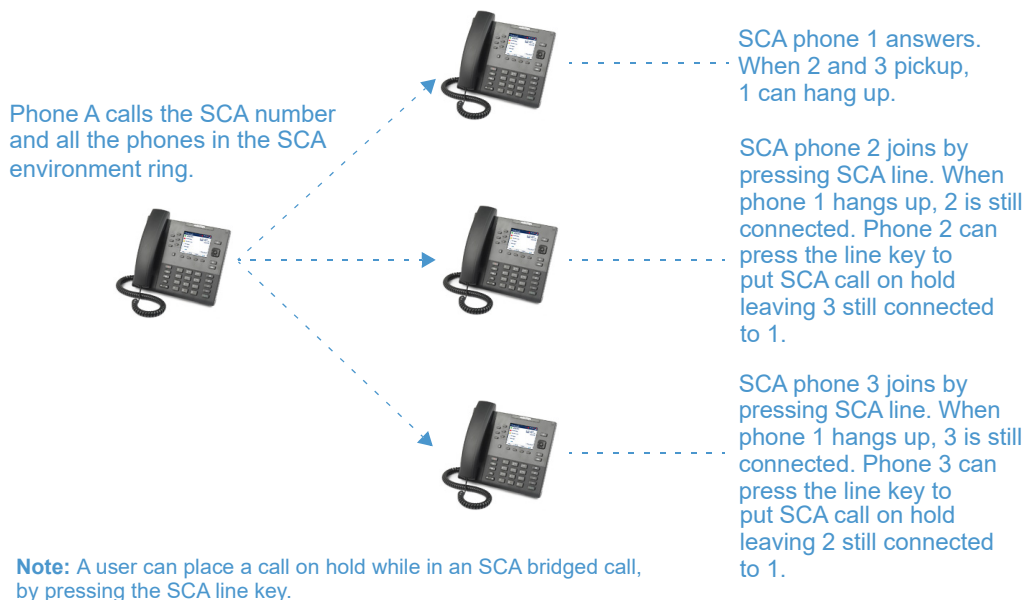 Phone A calls the SCA number
and all the phones in the SCA
environment ring.
SCA phone 1 answers.
When 2 and 3 pickup,
1 can hang up.
SCA phone 2 joins by
pressing SCA line. When
phone 1 hangs up, 2 is still
connected. Phone 2 can
press the line key to
put SCA call on hold
leaving 3 still connected
to 1.
SCA phone 3 joins by
pressing SCA line. When
phone 1 hangs up, 3 is still
connected. Phone 3 can
press the line key to
put SCA call on hold
leaving 2 still connected
to 1.
Note: A user can place a call on hold while in an SCA bridged call,
by pressing the SCA line key.